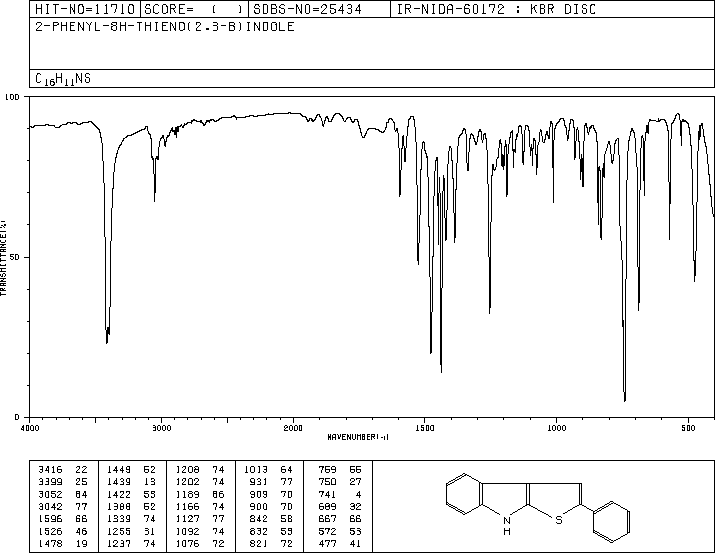 HIT-NO=11710 SCORE= ( ) SDBS-NO=25434 IR-NIDA-60172 : KBR DISC
2-PHENYL-8H-THIENO(2.3-B)INDOLE
C16H11NS
100
50
0
TRANSMITTANCE(%)
4000 3000 2000 1500 1000 500
WAVENUMBER(-1)
3416 22 1449 62 1208 74 1013 64 759 55
3399 25 1439 13 1202 74 931 77 750 27
3052 64 1422 55 1189 66 909 70 741 4
3042 77 1388 52 1166 74 900 70 689 32
1596 66 1339 74 1127 77 842 58 667 66
1526 46 1255 31 1092 74 832 55 572 53
1478 19 1237 74 1076 72 821 72 477 41
N
H
S